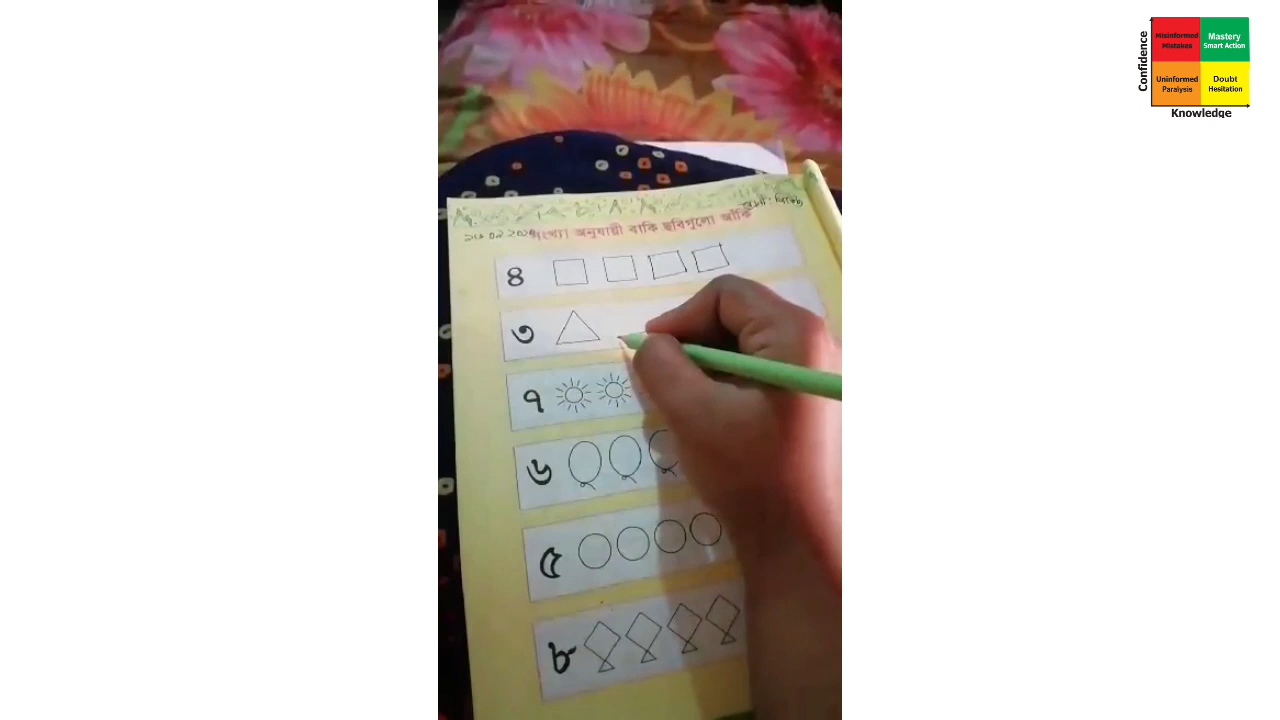 Misinformed
Mistakes
Mastery
Smart Action
Uninformed
Paralysis
Doubt
Hesitation
Confidence
Knowledge
সংখ্যা অনুযায়ী বাকি ছবিগুলো আঁকি
৪
৩
৭
৬
৫
৮